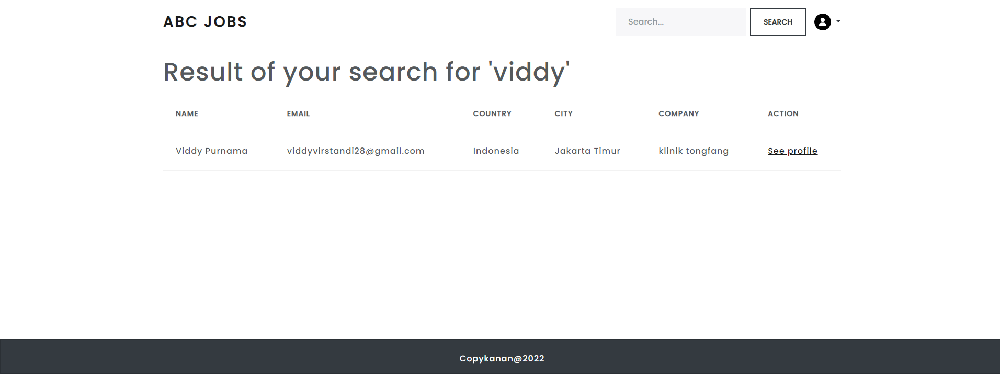 ABC JOBS
Search...
SEARCH
Result of your search for 'viddy'
NAME EMAIL COUNTRY CITY COMPANY ACTION
Viddy Purnama viddyvirstandi28@gmail.com Indonesia Jakarta Timur klinik tongfang See profile
Copykanan@2022